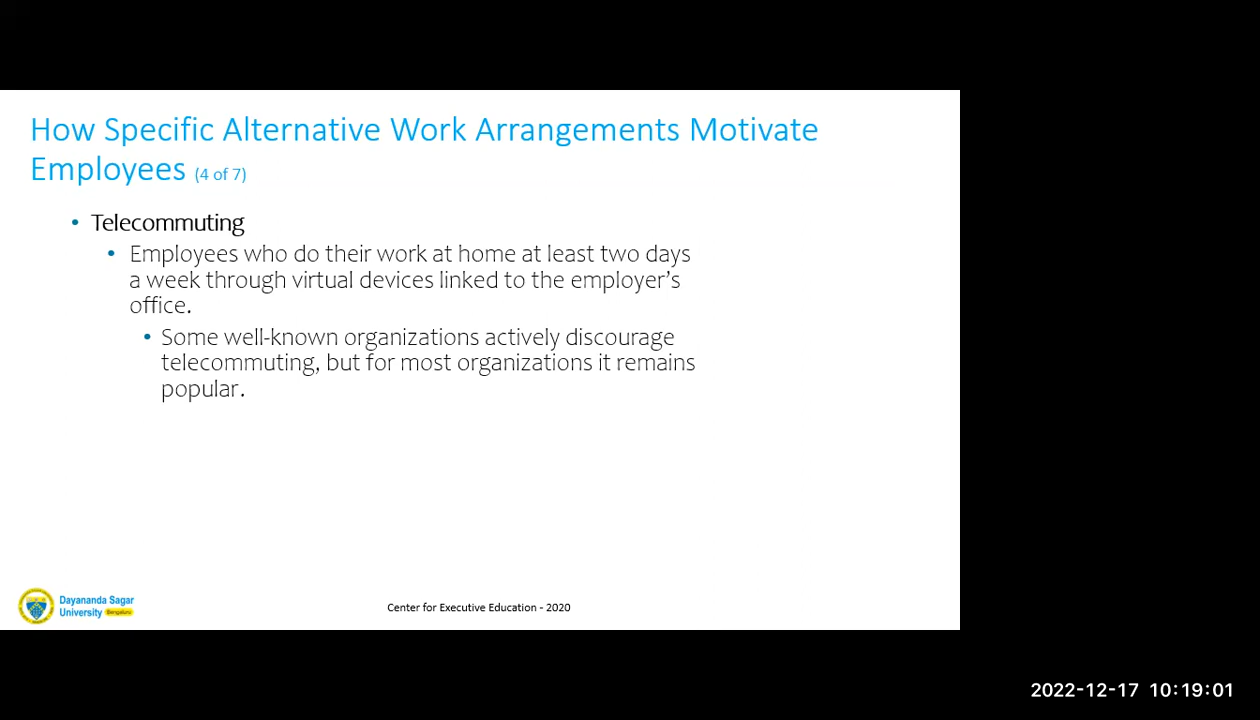 How Specific Alternative Work Arrangements Motivate
Employees (4 of 7)
• Telecommuting
• Employees who do their work at home at least two days
a week through virtual devices linked to the employer’s
office.
• Some well-known organizations actively discourage
telecommuting, but for most organizations it remains
popular.
Dayananda Sagar
University Bengaluru
Center for Executive Education - 2020
2022-12-17 10:19:01